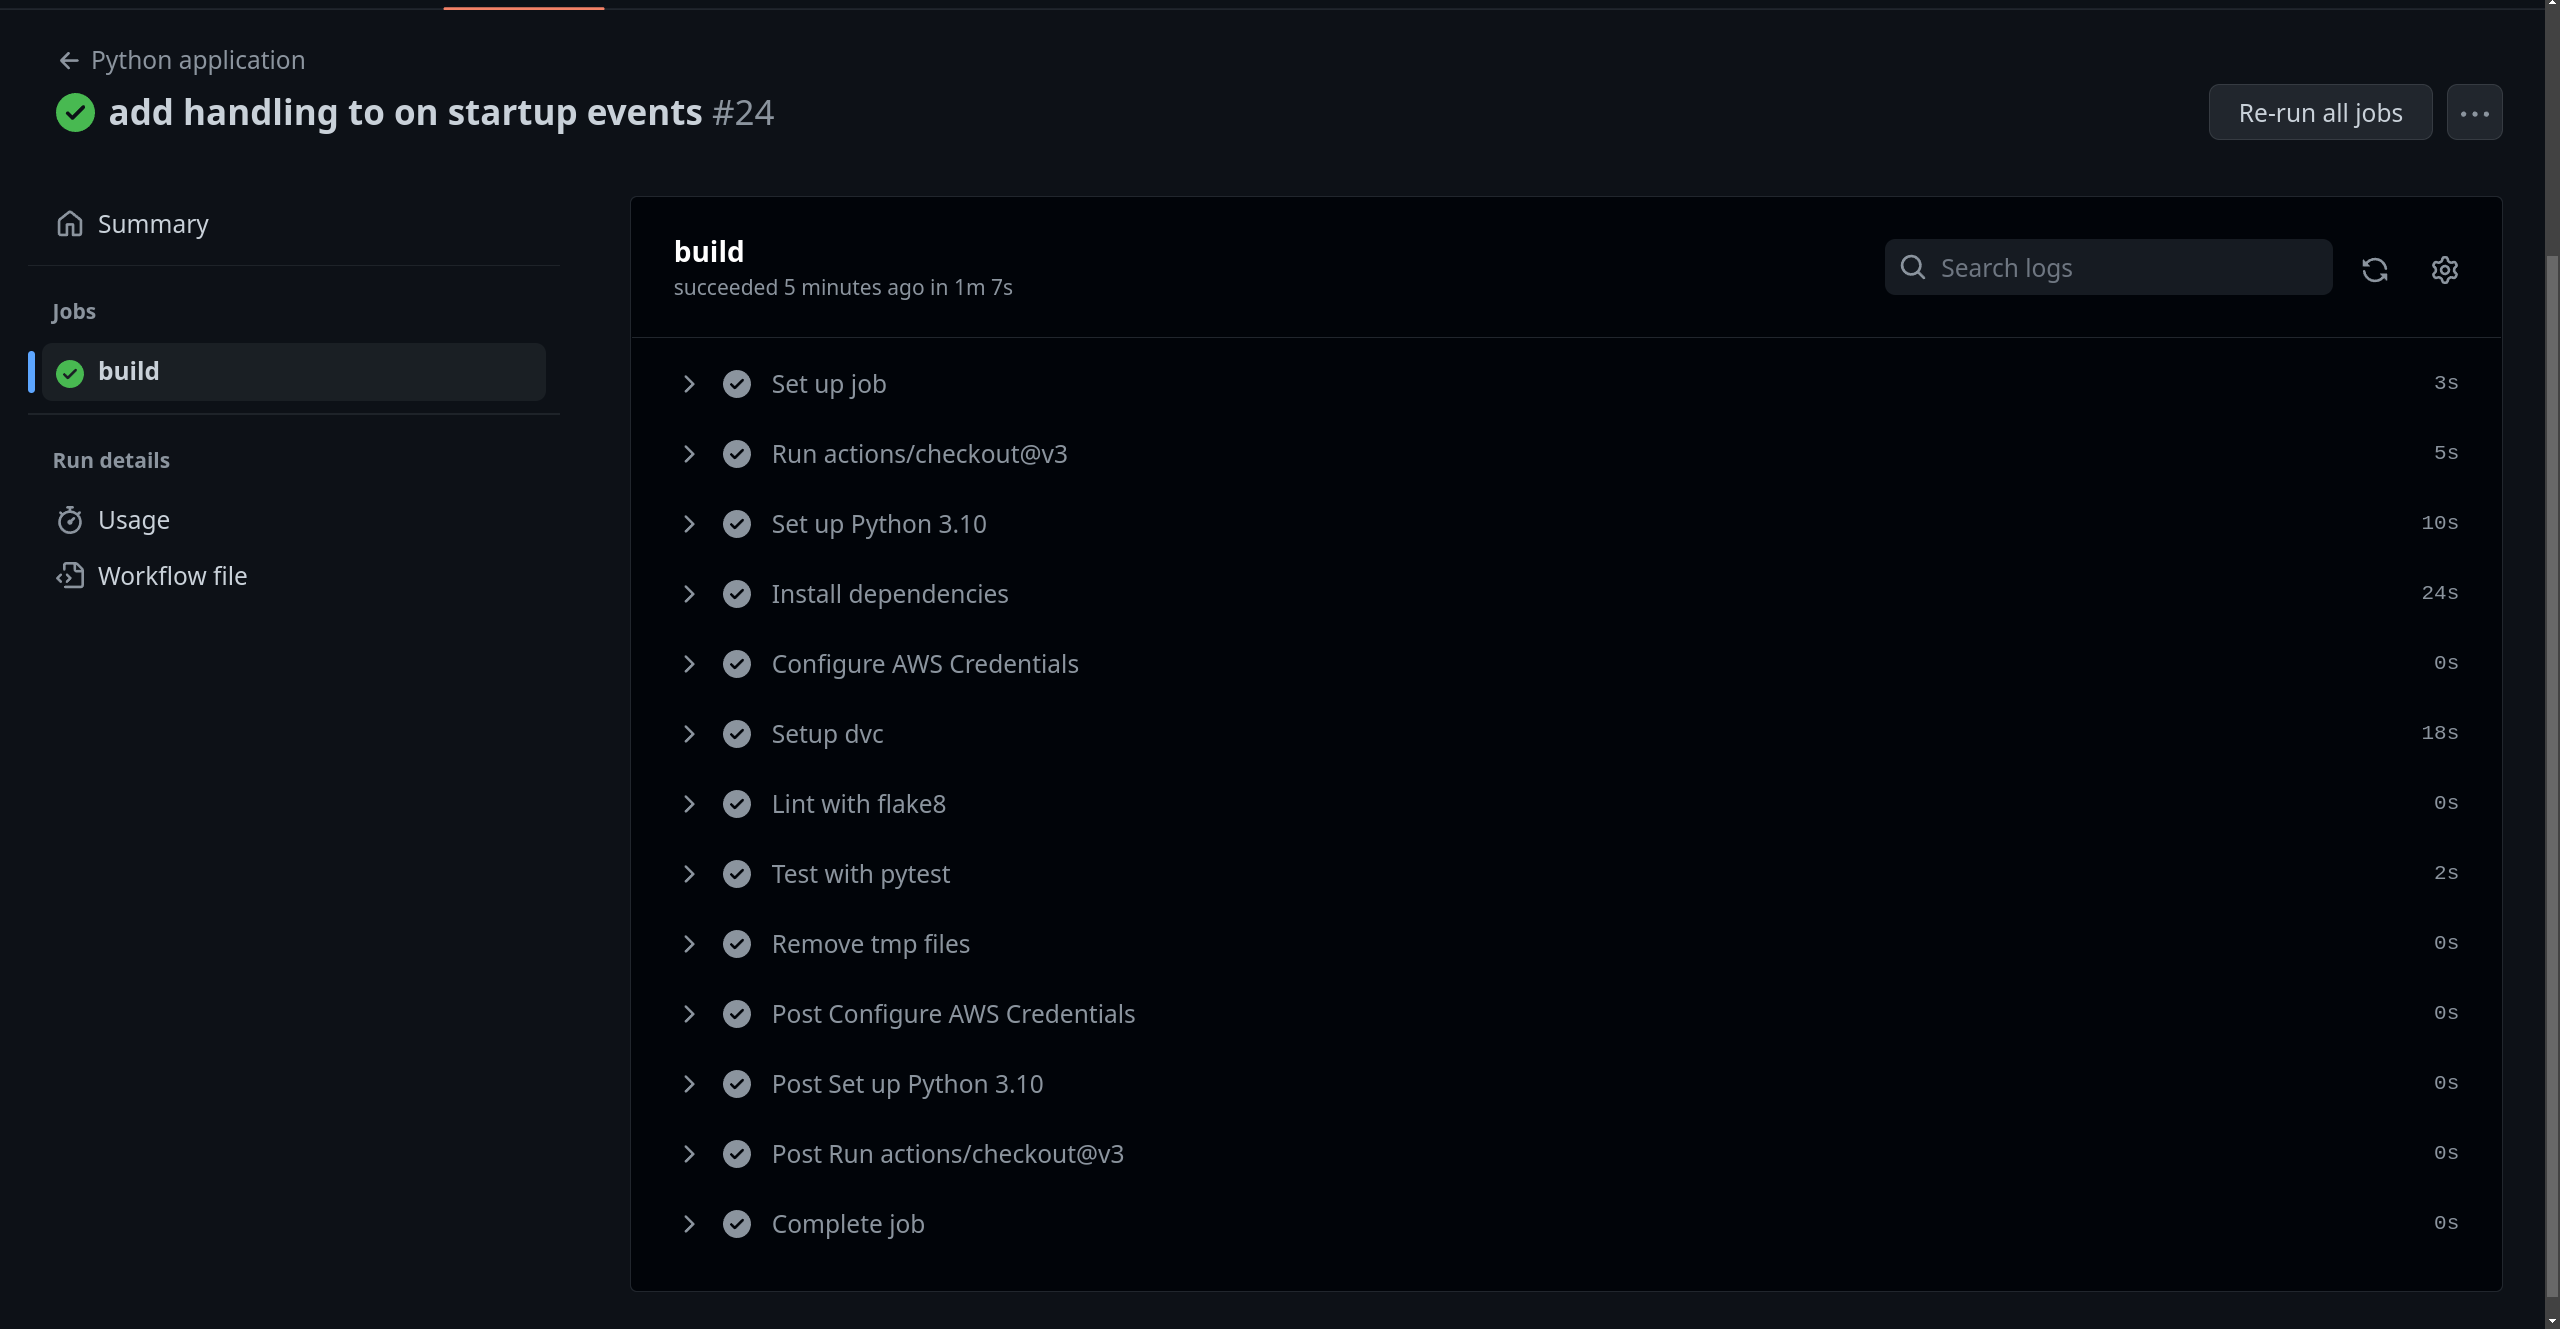 Python application
add handling to on startup events #24
Re-run all jobs
Summary
Jobs
build
Run details
Usage
Workflow file
build
succeeded 5 minutes ago in 1m 7s
Search logs
Set up job 3s
Run actions/checkout@v3 5s
Set up Python 3.10 10s
Install dependencies 24s
Configure AWS Credentials 0s
Setup dvc 18s
Lint with flake8 0s
Test with pytest 2s
Remove tmp files 0s
Post Configure AWS Credentials 0s
Post Set up Python 3.10 0s
Post Run actions/checkout@v3 0s
Complete job 0s